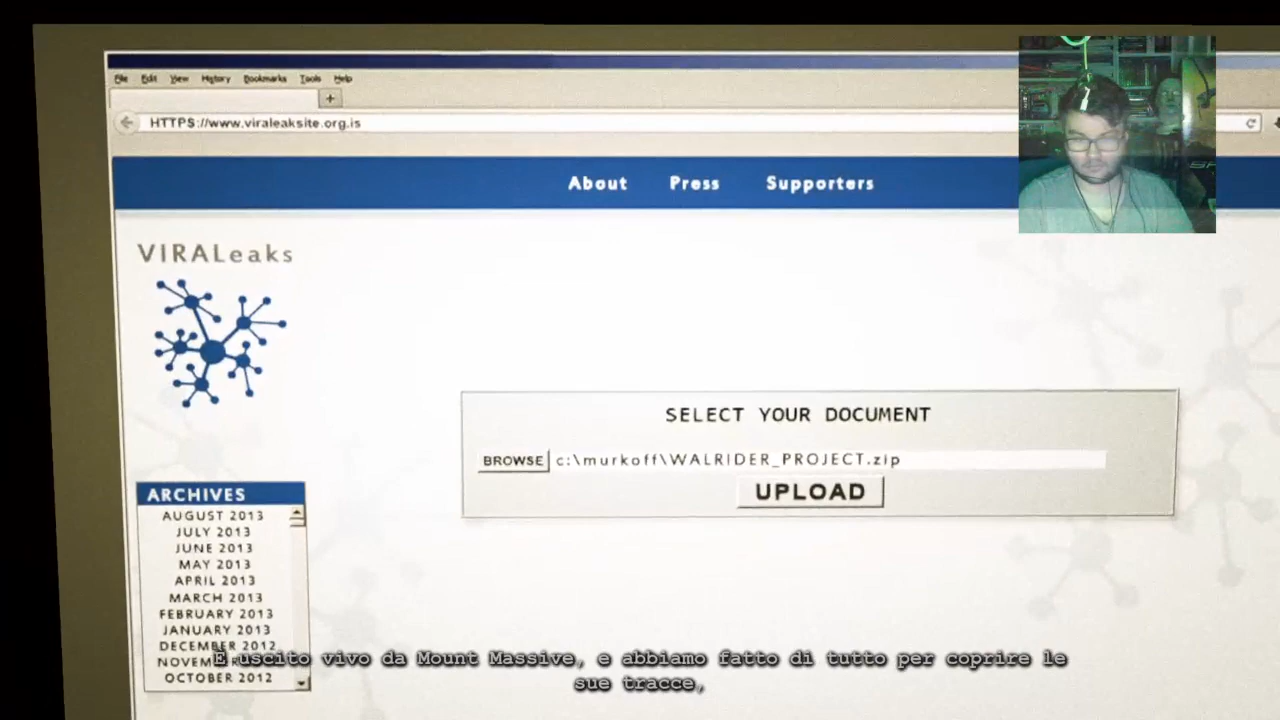 File Edit View History Bookmarks Tools Help
+
HTTPS://www.viraleaksite.org.is
About Press Supporters
VIRALeaks
SELECT YOUR DOCUMENT
BROWSE c:\murkoff\WALRIDER_PROJECT.zip
UPLOAD
ARCHIVES
AUGUST 2013
JULY 2013
JUNE 2013
MAY 2013
APRIL 2013
MARCH 2013
FEBRUARY 2013
JANUARY 2013
DECEMBER 2012
OCTOBER 2012
È uscito vivo da Mount Massive, e abbiamo fatto di tutto per coprire le
sue tracce,